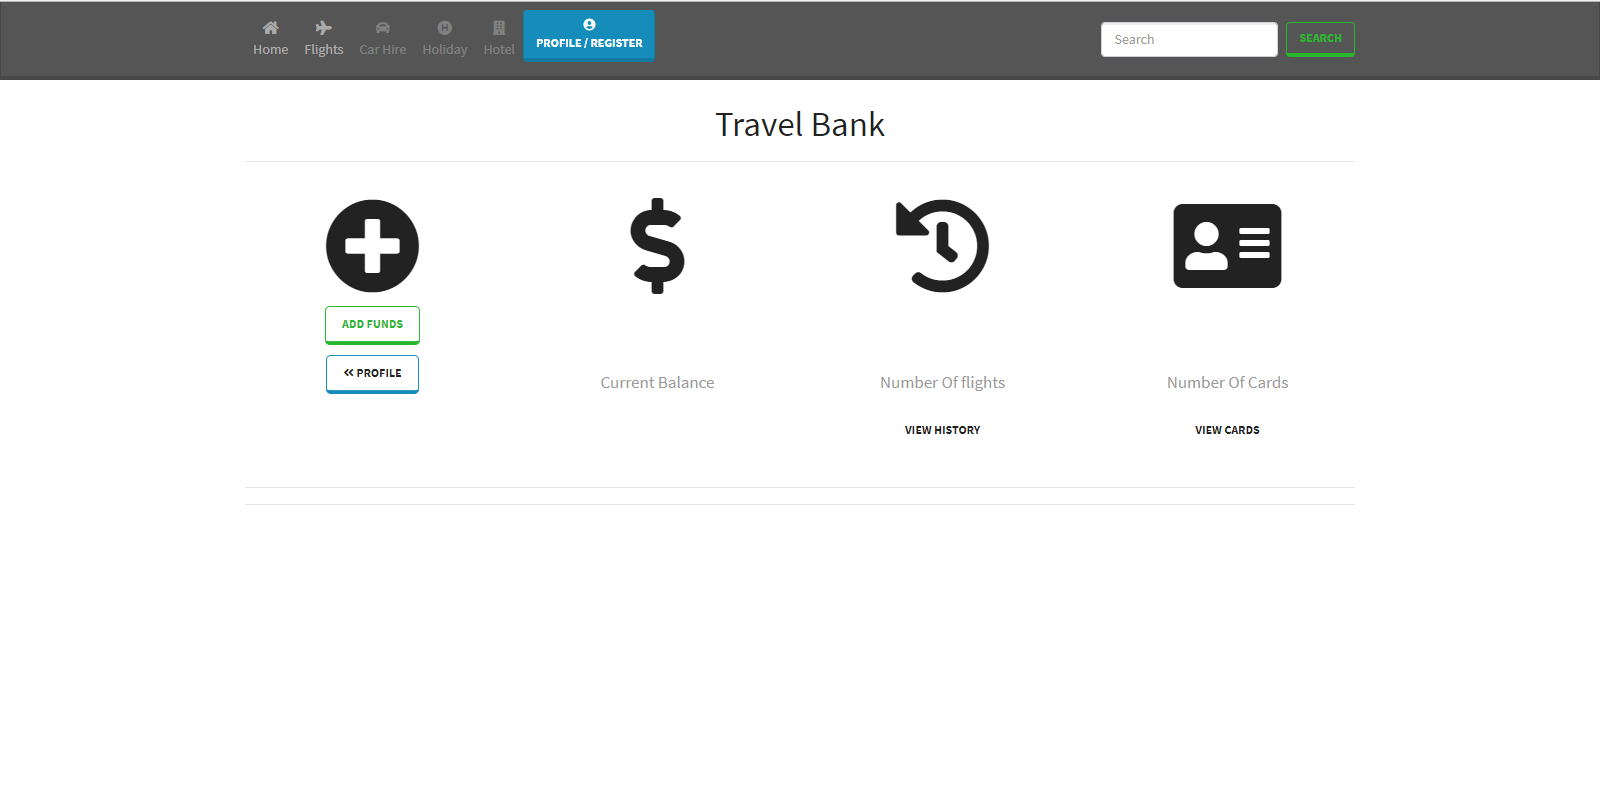 Home Flights Car Hire Holiday Hotel PROFILE / REGISTER Search SEARCH
Travel Bank
ADD FUNDS
PROFILE
Current Balance Number Of flights Number Of Cards
VIEW HISTORY VIEW CARDS